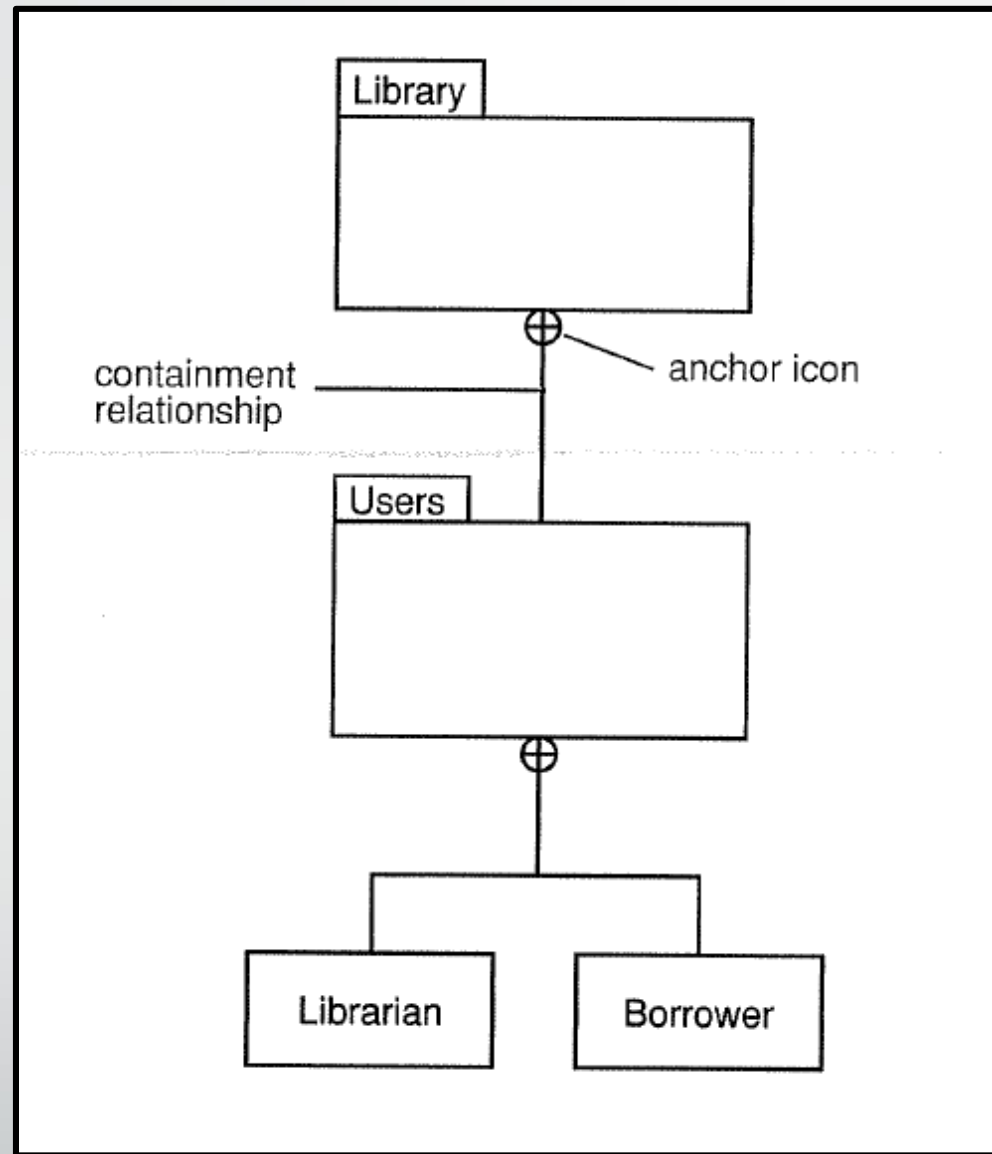 Library
anchor icon
containment
relationship
Users
Librarian
Borrower